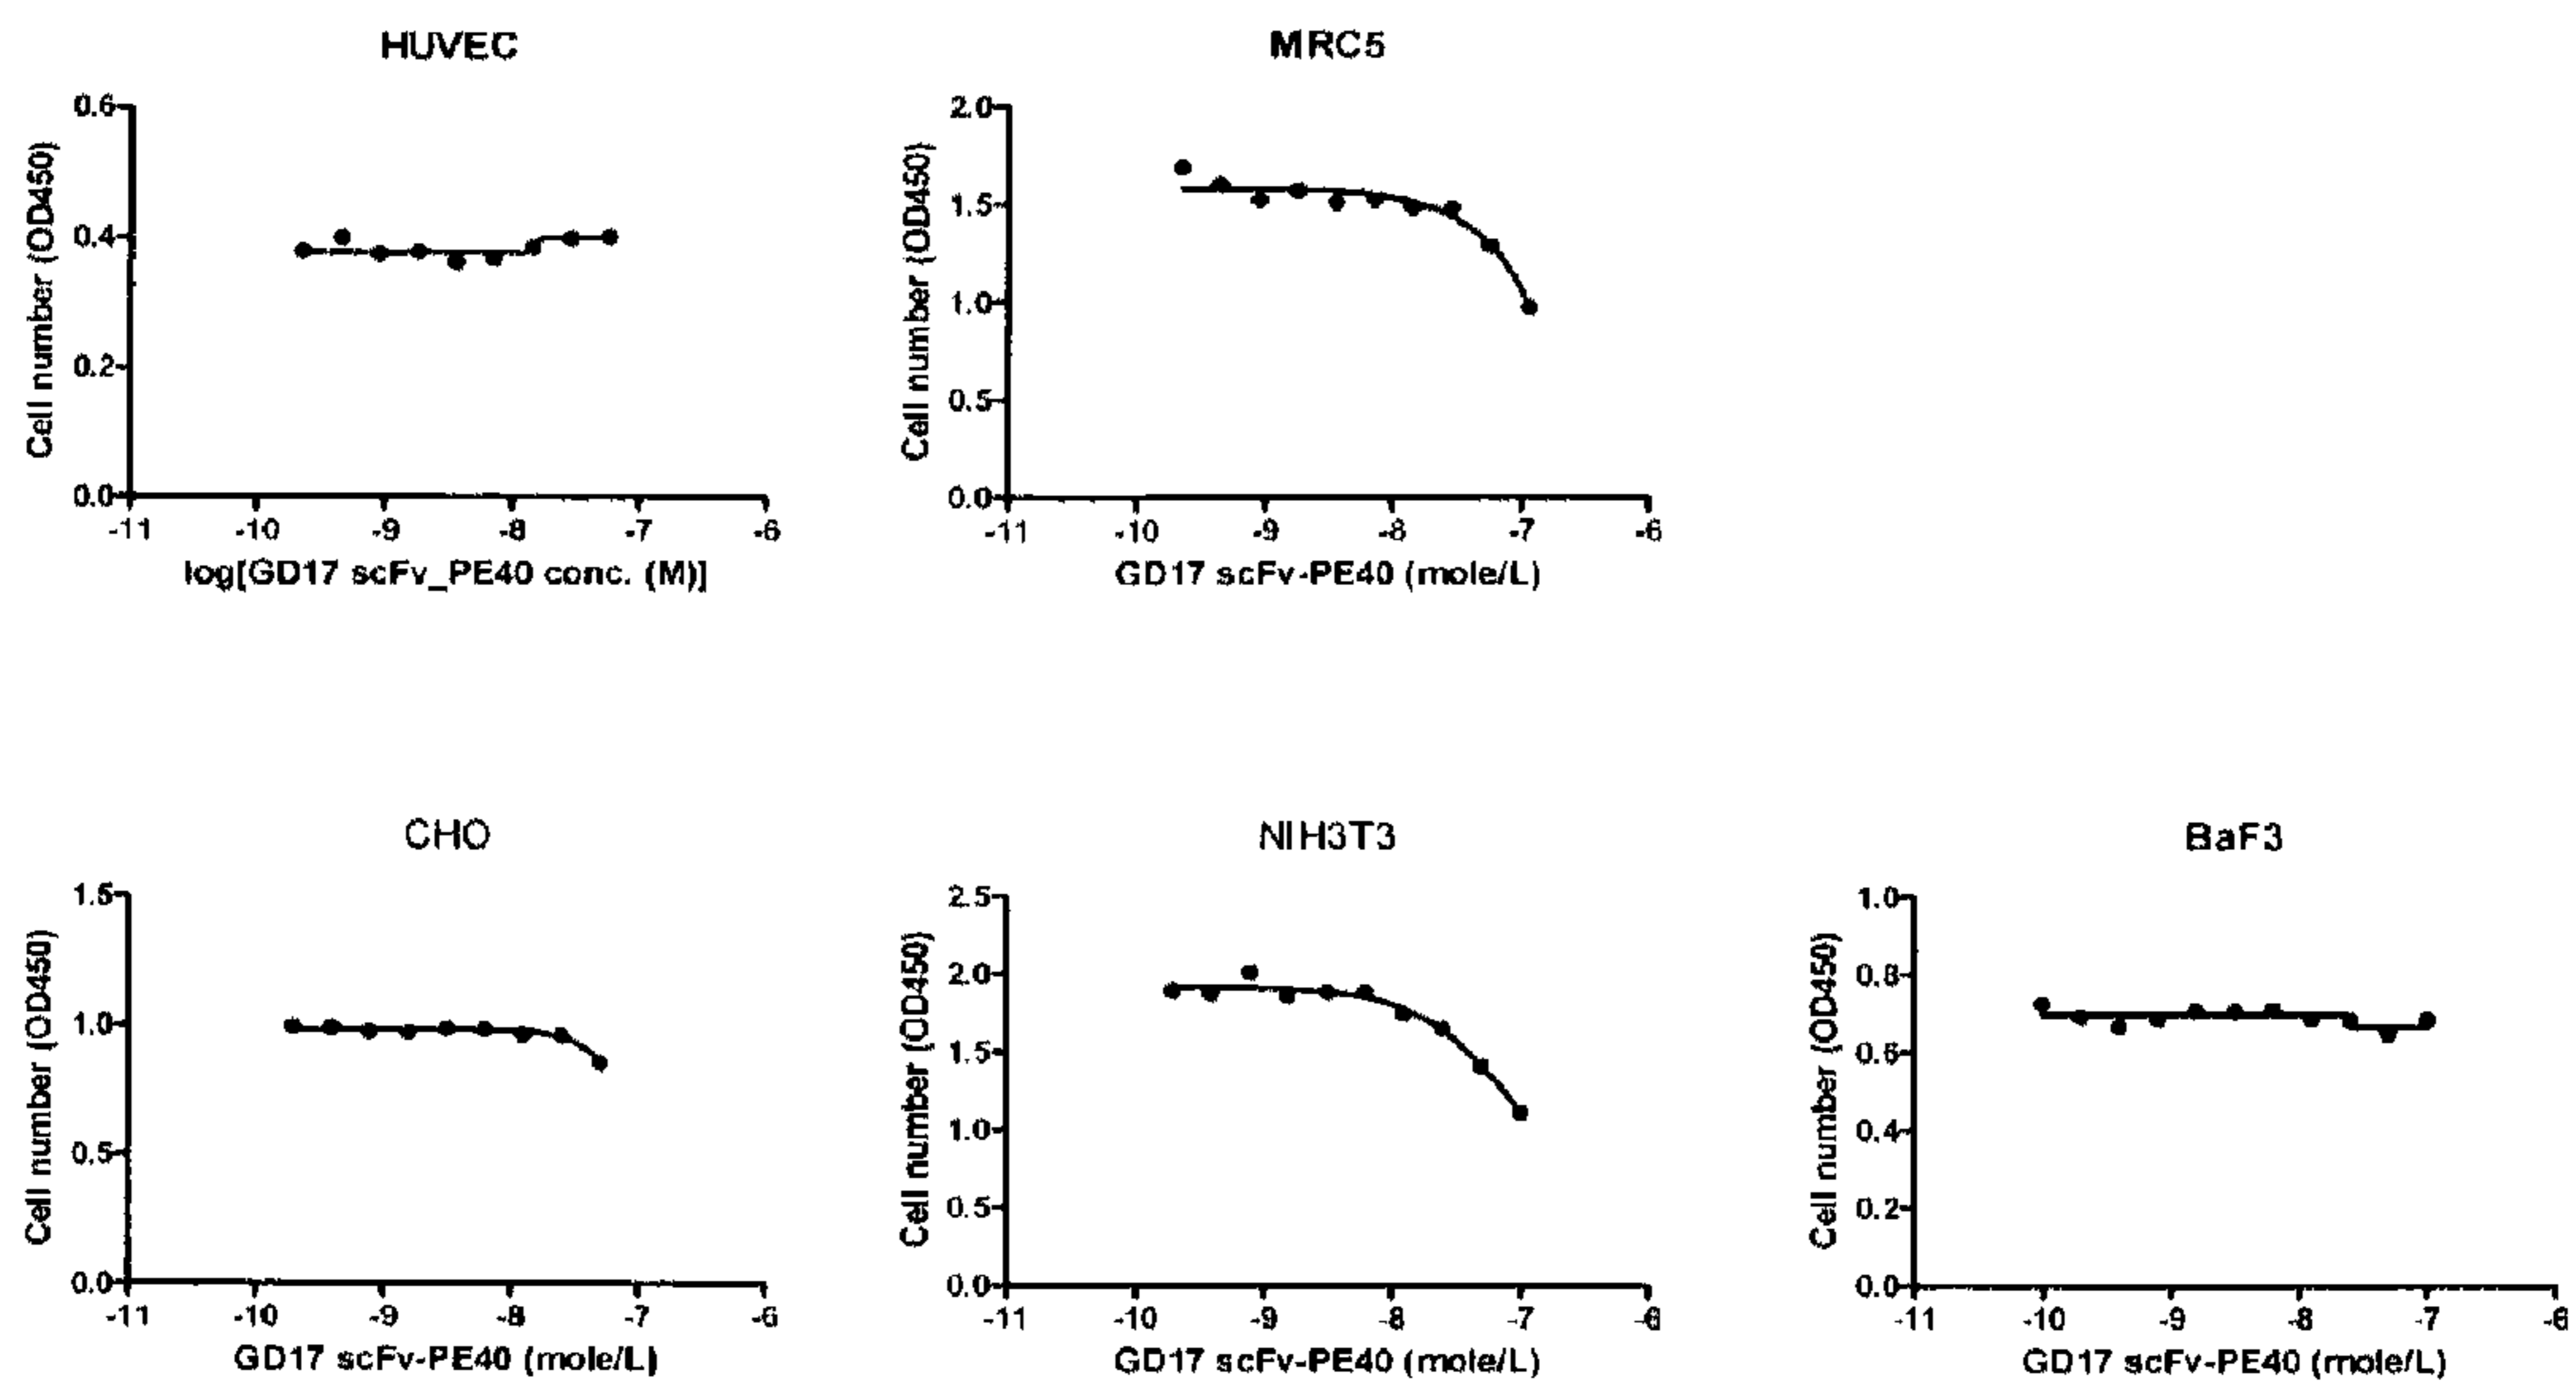 HUVEC
Cell number (OD450)
0.6
0.4
0.2
0.0
-11 -10 -9 -8 -7 -6
log[GD17 scFv_PE40 conc. (M)]
MRC5
Cell number (OD450)
2.0
1.5
1.0
0.5
0.0
-11 -10 -9 -8 -7 -6
GD17 scFv-PE40 (mole/L)
CHO
Cell number (OD450)
1.5
1.0
0.5
0.0
-11 -10 -9 -8 -7 -6
GD17 scFv-PE40 (mole/L)
NIH3T3
Cell number (OD450)
2.5
2.0
1.5
1.0
0.5
0.0
-11 -10 -9 -8 -7 -6
GD17 scFv-PE40 (mole/L)
BaF3
Cell number (OD450)
1.0
0.8
0.6
0.4
0.2
0.0
-11 -10 -9 -8 -7 -6
GD17 scFv-PE40 (mole/L)